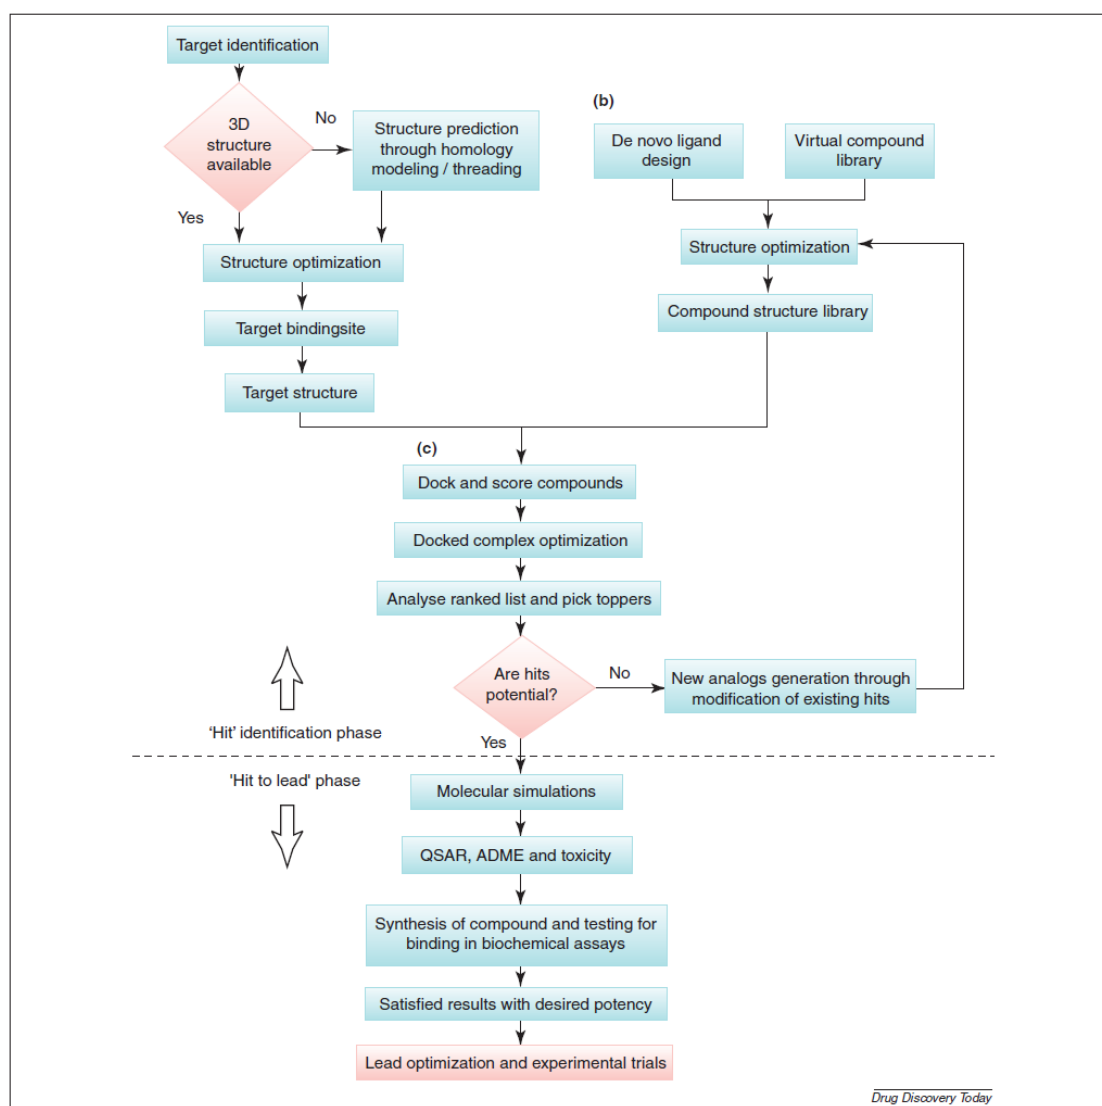 Target identification
3D
structure
available
No
Structure prediction
through homology
modeling / threading
Yes
Structure optimization
Target bindingsite
Target structure
(b)
De novo ligand
design
Virtual compound
library
Structure optimization
Compound structure library
(c)
Dock and score compounds
Docked complex optimization
Analyse ranked list and pick toppers
Are hits
potential?
No
New analogs generation through
modification of existing hits
Yes
‘Hit’ identification phase
'Hit to lead' phase
Molecular simulations
QSAR, ADME and toxicity
Synthesis of compound and testing for
binding in biochemical assays
Satisfied results with desired potency
Lead optimization and experimental trials
Drug Discovery Today